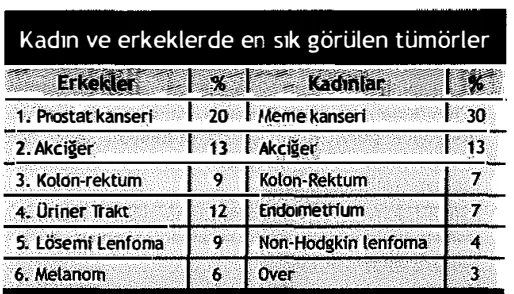 Kadın ve erkeklerde en sık görülen tümörler
Erkekler % Kadınlar %
1. Prostat kanseri 20 Meme kanseri 30
2. Akciğer 13 Akciğer 13
3. Kolon-rektum 9 Kolon-Rektum 7
4. Üriner Trakt 12 Endometrium 7
5. Lösemi Lenfoma 9 Non-Hodgkin lenfoma 4
6. Melanom 6 Over 3